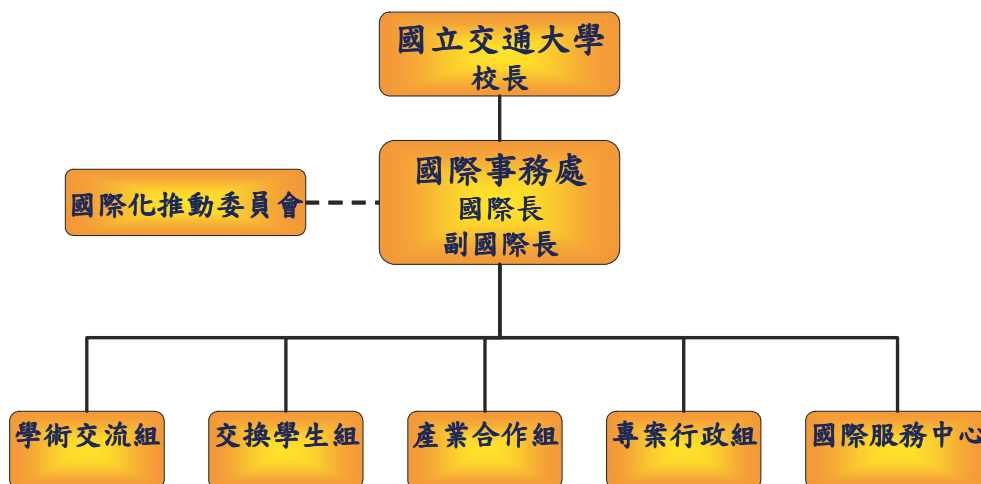 國立交通大學
校長
國際事務處
國際長
副國際長
國際化推動委員會
學術交流組
交換學生組
產業合作組
專案行政組
國際服務中心